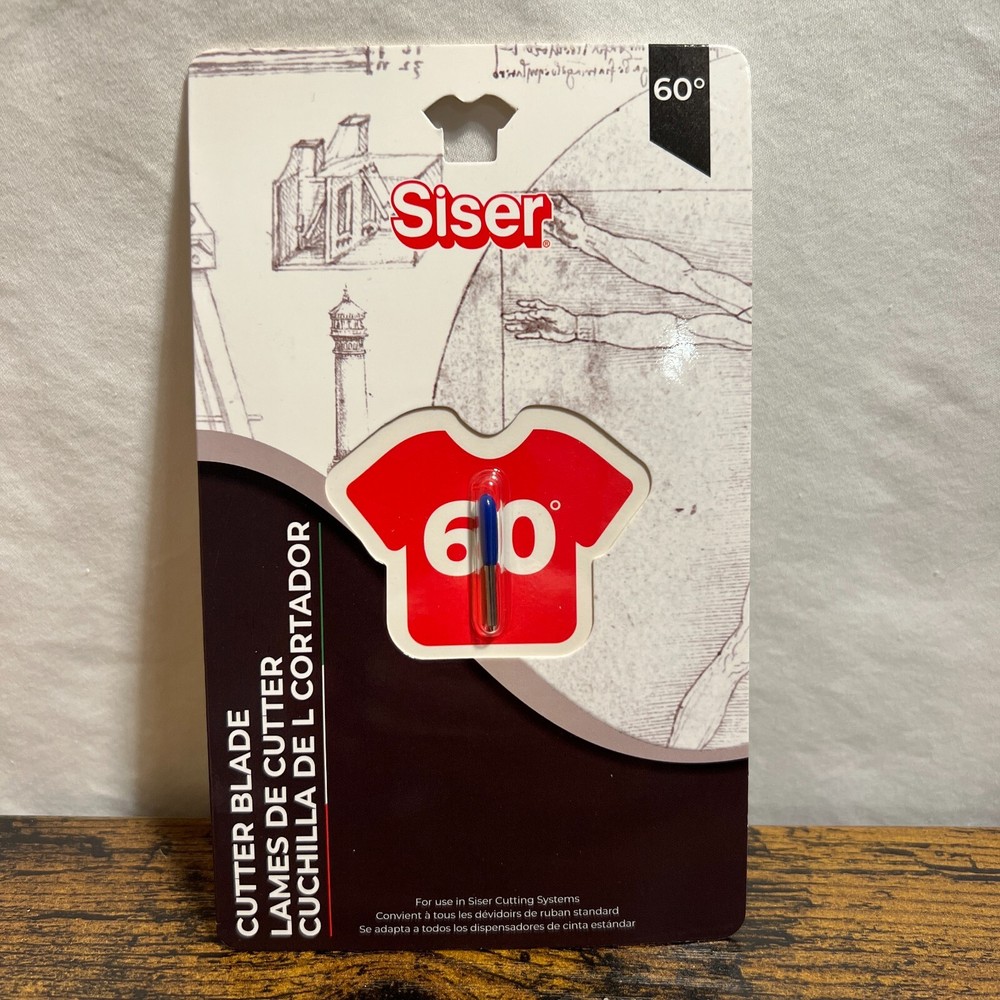 60°
Siser
®
60°
CUTTER BLADE
LAMES DE CUTTER
CUCHILLA DE L CORTADOR
For use in Siser Cutting Systems
Convient à tous les dévidoirs de ruban standard
Se adapta a todos los dispensadores de cinta estándar